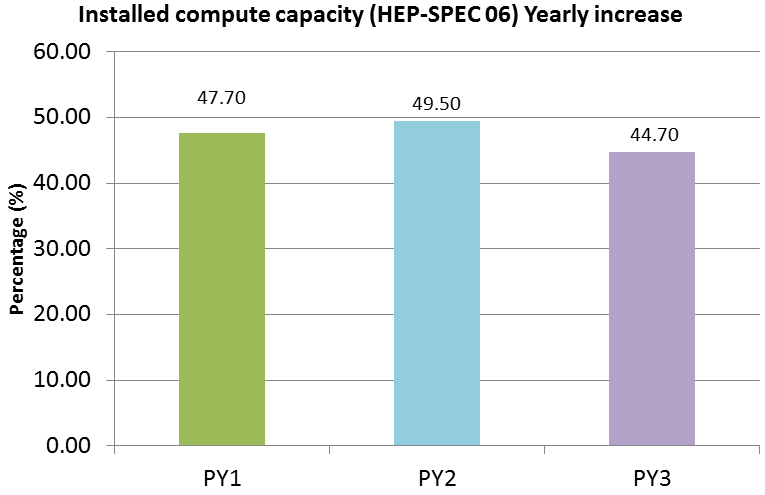 Installed compute capacity (HEP-SPEC 06) Yearly increase
60.00
50.00
40.00
30.00
20.00
10.00
0.00
Percentage (%)
47.70
49.50
44.70
PY1
PY2
PY3